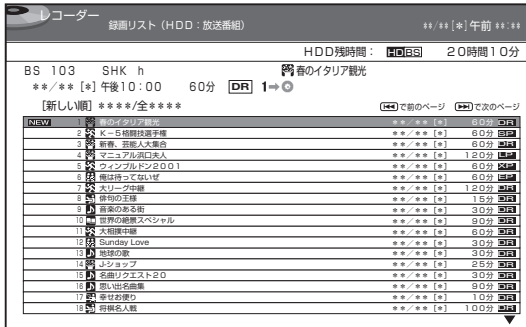 レコーダー
録画リスト（HDD：放送番組）
**/**[*]午前**:**
HDD残時間： HDBS 20時間10分
BS 103 SHK h 春のイタリア観光
**/** [*] 午後10:00 60分 DR 1→
[新しい順] ****/全****
で前のページ で次のページ
NEW 1 春のイタリア観光 **/** [*] 60分 DR
2 K－5格闘技選手権 **/** [*] 60分 SP
3 新春、芸能人大集合 **/** [*] 60分 DR
4 マニュアル浜口夫人 **/** [*] 120分 LP
5 ウィンブルドン2001 **/** [*] 60分 XP
6 俺は待ってないぜ **/** [*] 60分 EP
7 大リーグ中継 **/** [*] 120分 DR
8 俳句の王様 **/** [*] 15分 DR
9 音楽のある街 **/** [*] 30分 DR
10 世界の絶景スペシャル **/** [*] 90分 DR
11 大相撲中継 **/** [*] 60分 DR
12 Sunday Love **/** [*] 30分 DR
13 地球の歌 **/** [*] 30分 DR
14 J-ショップ **/** [*] 25分 DR
15 名曲リクエスト20 **/** [*] 30分 DR
16 思い出名曲集 **/** [*] 90分 DR
17 幸せお便り **/** [*] 10分 DR
18 将棋名人戦 **/** [*] 100分 DR